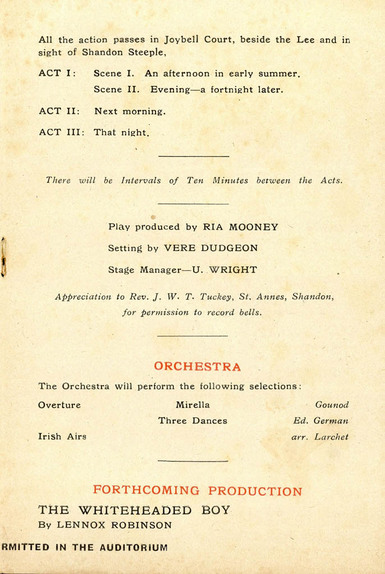 All the action passes in Joybell Court, beside the Lee and in
sight of Shandon Steeple.
ACT I: Scene I. An afternoon in early summer.
Scene II. Evening—a fortnight later.
ACT II: Next morning.
ACT III: That night.
There will be Intervals of Ten Minutes between the Acts.
Play produced by RIA MOONEY
Setting by VERE DUDGEON
Stage Manager—U. WRIGHT
Appreciation to Rev. J. W. T. Tuckey, St. Annes, Shandon,
for permission to record bells.
ORCHESTRA
The Orchestra will perform the following selections:
Overture Mirella Gounod
Three Dances Ed. German
Irish Airs arr. Larchet
FORTHCOMING PRODUCTION
THE WHITEHEADED BOY
By LENNOX ROBINSON
RMITTED IN THE AUDITORIUM